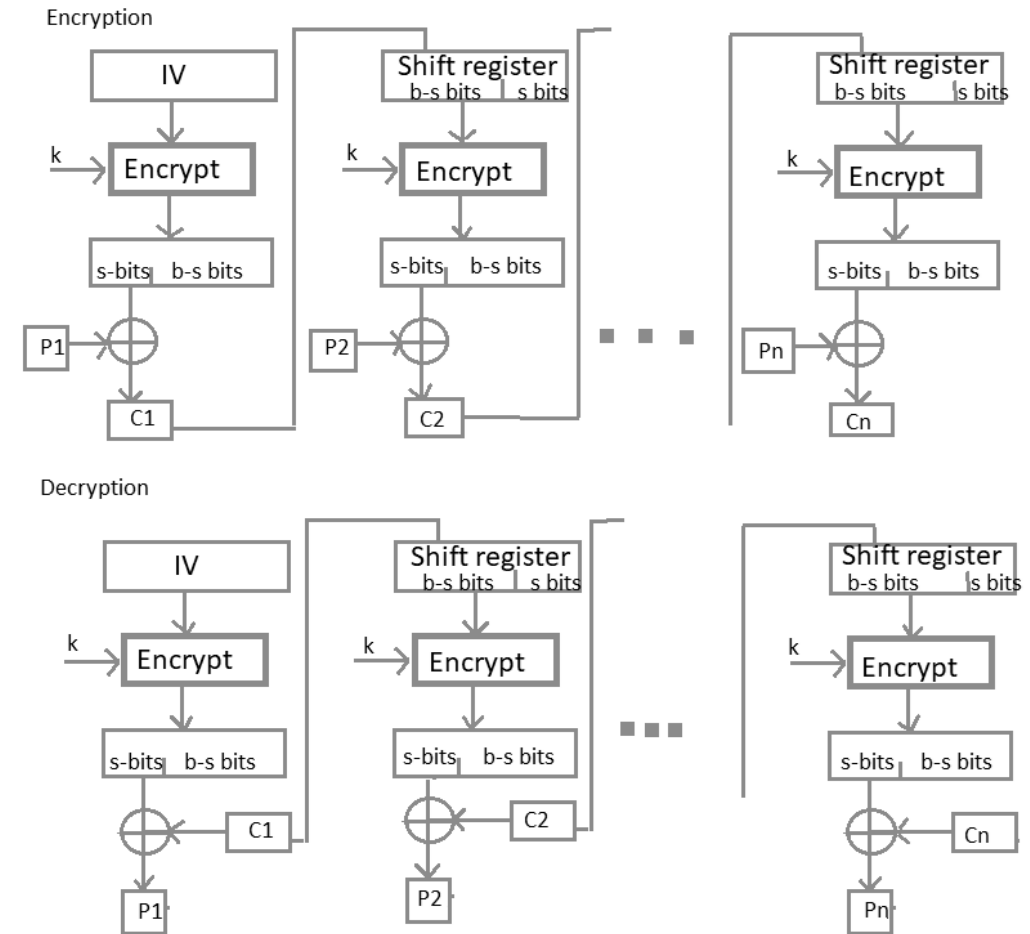 Encryption
IV
Shift register
b-s bits s bits
Shift register
b-s bits s bits
k
Encrypt
k
Encrypt
k
Encrypt
s-bits b-s bits
s-bits b-s bits
s-bits b-s bits
P1
P2
Pn
C1
C2
Cn
Decryption
IV
Shift register
b-s bits s bits
Shift register
b-s bits s bits
k
Encrypt
k
Encrypt
k
Encrypt
s-bits b-s bits
s-bits b-s bits
s-bits b-s bits
C1
C2
Cn
P1
P2
Pn